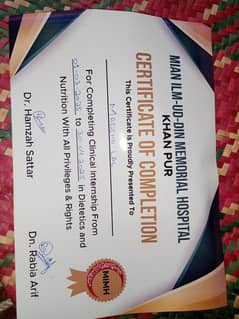 MIAN ILM-UD-DIN MEMORIAL HOSPITAL
KHAN PUR
CERTIFICATE OF COMPLETION
This Certificate is Proudly Presented To
For Completing Clinical Internship From
to in Dietetics and
Nutrition With All Privileges & Rights
MIMH
Dr. Hamzah Sattar
Dn. Rabia Arif